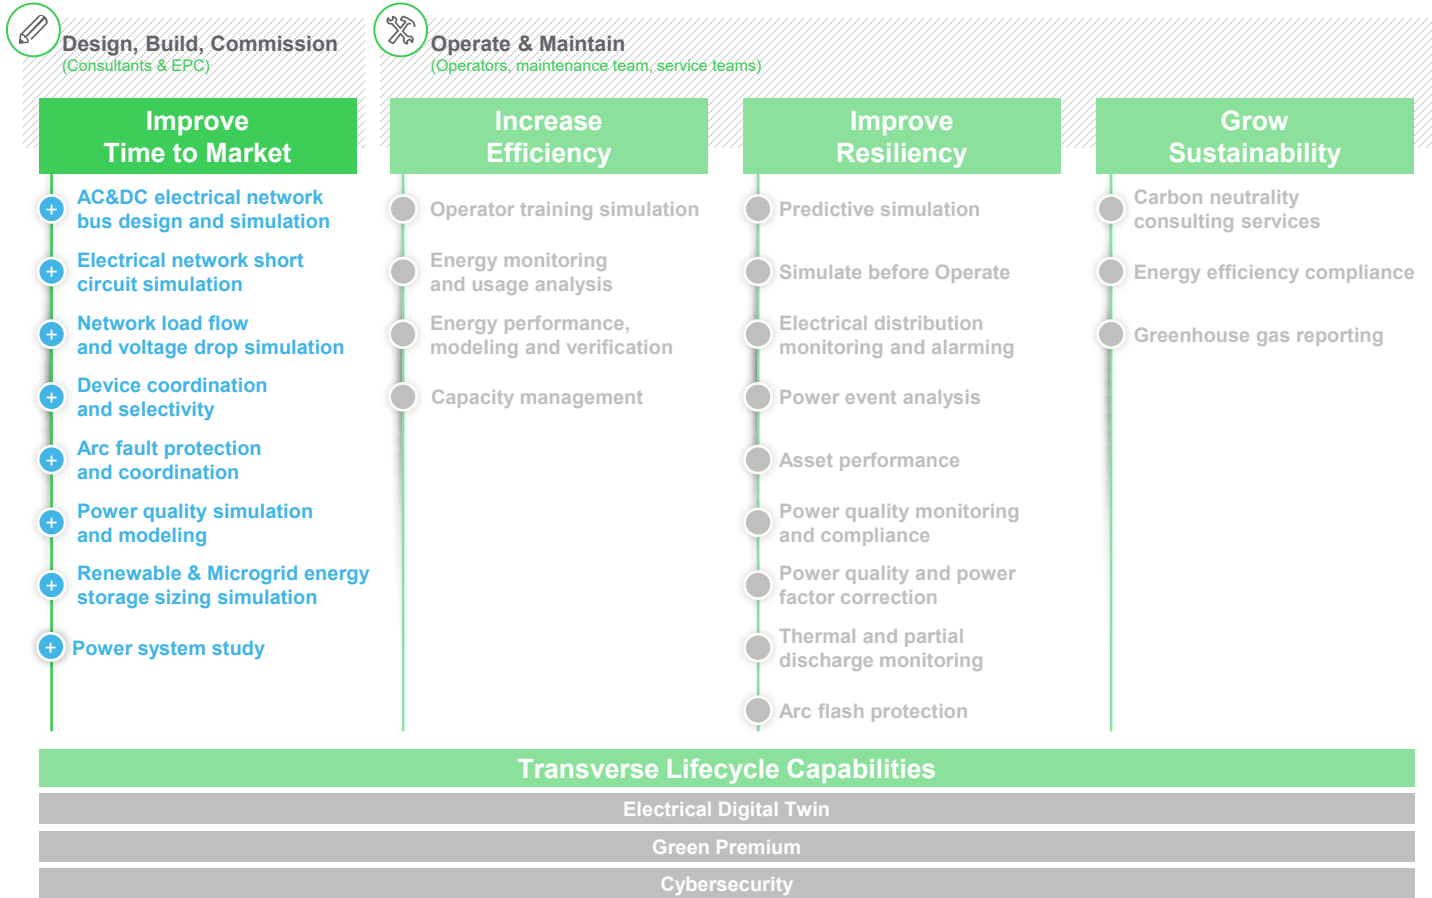 Design, Build, Commission
(Consultants & EPC)
Operate & Maintain
(Operators, maintenance team, service teams)
Improve
Time to Market
AC&DC electrical network
bus design and simulation
Electrical network short
circuit simulation
Network load flow
and voltage drop simulation
Device coordination
and selectivity
Arc fault protection
and coordination
Power quality simulation
and modeling
Renewable & Microgrid energy
storage sizing simulation
Power system study
Increase
Efficiency
Operator training simulation
Energy monitoring
and usage analysis
Energy performance,
modeling and verification
Capacity management
Improve
Resiliency
Predictive simulation
Simulate before Operate
Electrical distribution
monitoring and alarming
Power event analysis
Asset performance
Power quality monitoring
and compliance
Power quality and power
factor correction
Thermal and partial
discharge monitoring
Arc flash protection
Grow
Sustainability
Carbon neutrality
consulting services
Energy efficiency compliance
Greenhouse gas reporting
Transverse Lifecycle Capabilities
Electrical Digital Twin
Green Premium
Cybersecurity